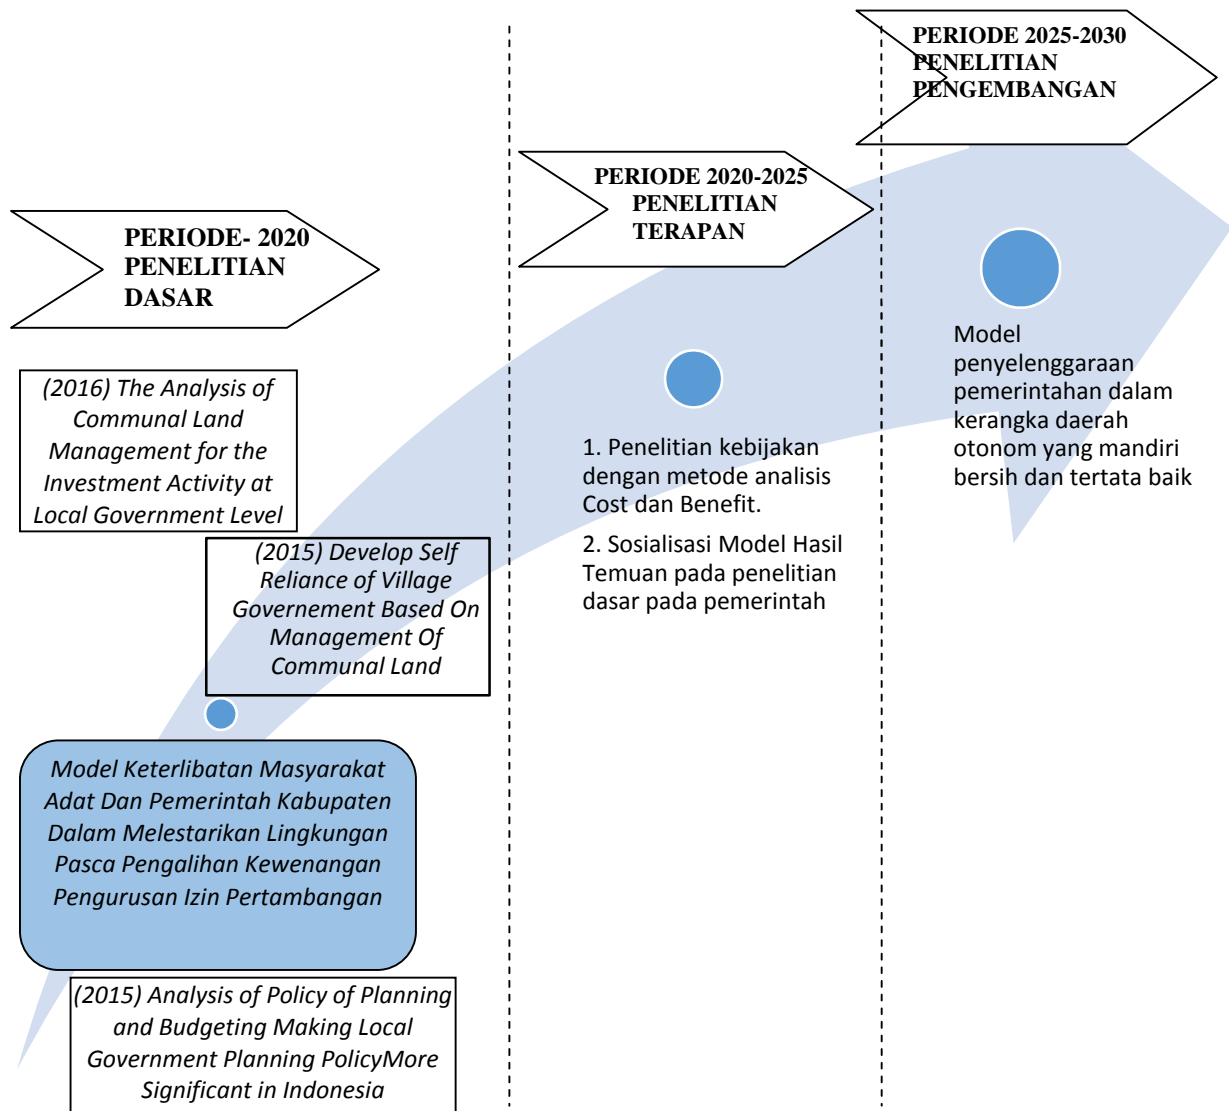 PERIODE- 2020
PENELITIAN
DASAR
(2016) The Analysis of
Communal Land
Management for the
Investment Activity at
Local Government Level
(2015) Develop Self
Reliance of Village
Governement Based On
Management Of
Communal Land
Model Keterlibatan Masyarakat
Adat Dan Pemerintah Kabupaten
Dalam Melestarikan Lingkungan
Pasca Pengalihan Kewenangan
Pengurusan Izin Pertambangan
(2015) Analysis of Policy of Planning
and Budgeting Making Local
Government Planning PolicyMore
Significant in Indonesia
PERIODE 2020-2025
PENELITIAN
TERAPAN
1. Penelitian kebijakan
dengan metode analisis
Cost dan Benefit.
2. Sosialisasi Model Hasil
Temuan pada penelitian
dasar pada pemerintah
PERIODE 2025-2030
PENELITIAN
PENGEMBANGAN
Model
penyelenggaraan
pemerintahan dalam
kerangka daerah
otonom yang mandiri
bersih dan tertata baik